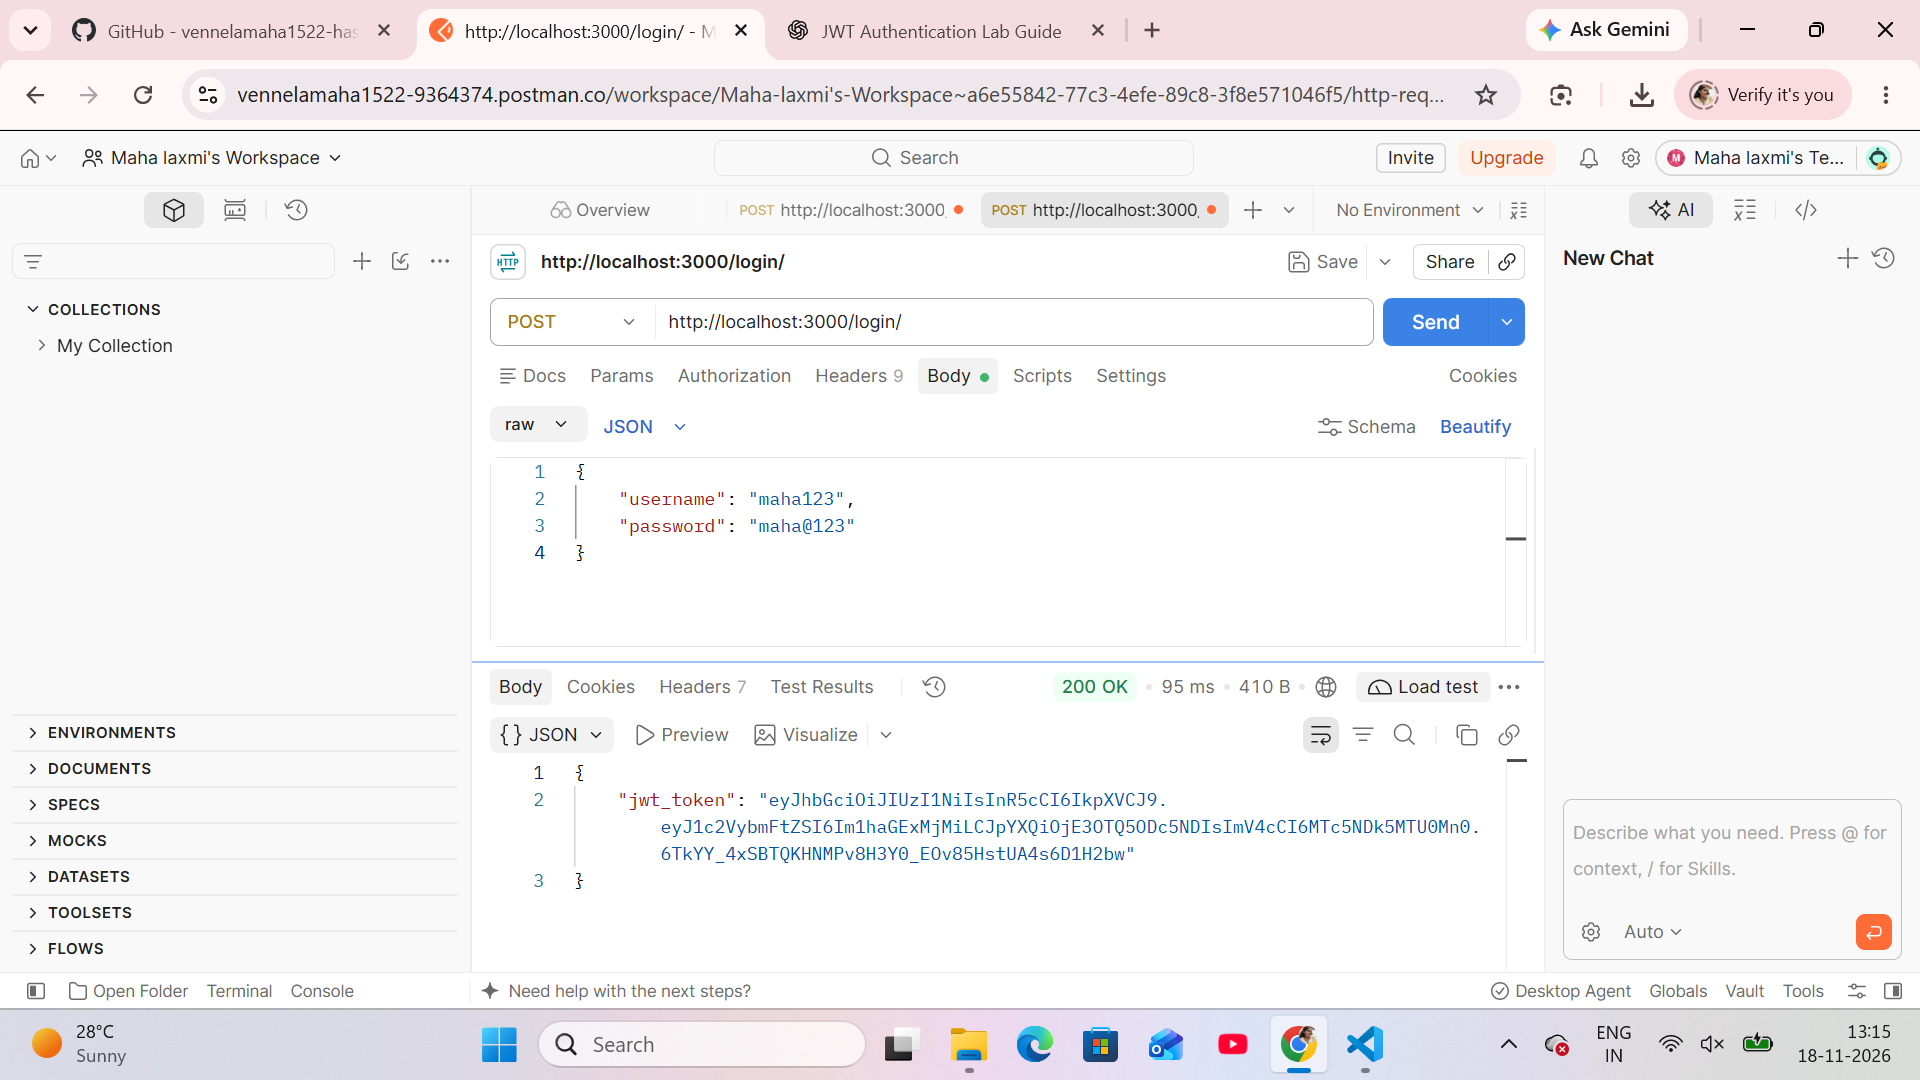 GitHub - vennelamaha1522-has
http://localhost:3000/login/ - M
JWT Authentication Lab Guide
Ask Gemini
vennelamaha1522-9364374.postman.co/workspace/Maha-laxmi's-Workspace~a6e55842-77c3-4efe-89c8-3f8e571046f5/http-req...
Verify it's you
Maha laxmi's Workspace
Search
Invite
Upgrade
M
Maha laxmi's Te...
Overview
POST http://localhost:3000,
POST http://localhost:3000,
No Environment
AI
HTTP
http://localhost:3000/login/
Save
Share
New Chat
COLLECTIONS
My Collection
POST
http://localhost:3000/login/
Send
Docs
Params
Authorization
Headers 9
Body
Scripts
Settings
Cookies
raw
JSON
Schema
Beautify
1 {
2 "username": "maha123",
3 "password": "maha@123"
4 }
Body
Cookies
Headers 7
Test Results
200 OK
95 ms
410 B
Load test
{} JSON
Preview
Visualize
1 {
2 "jwt_token": "eyJhbGciOiJIUzI1NiIsInR5cCI6IkpXVCJ9.
eyJ1c2VybmFtZSI6Im1haGExMjMiLCJpYXQiOjE3OTQ5ODc5NDIsImV4cCI6MTc5NDk5MTU0Mn0.
6TkYY_4xSBTQKHNMPv8H3Y0_EOv85HstUA4s6D1H2bw"
3 }
ENVIRONMENTS
DOCUMENTS
SPECS
MOCKS
DATASETS
TOOLSETS
FLOWS
Describe what you need. Press @ for
context, / for Skills.
Auto
Open Folder
Terminal
Console
Need help with the next steps?
Desktop Agent
Globals
Vault
Tools
28°C
Sunny
Search
ENG
IN
13:15
18-11-2026